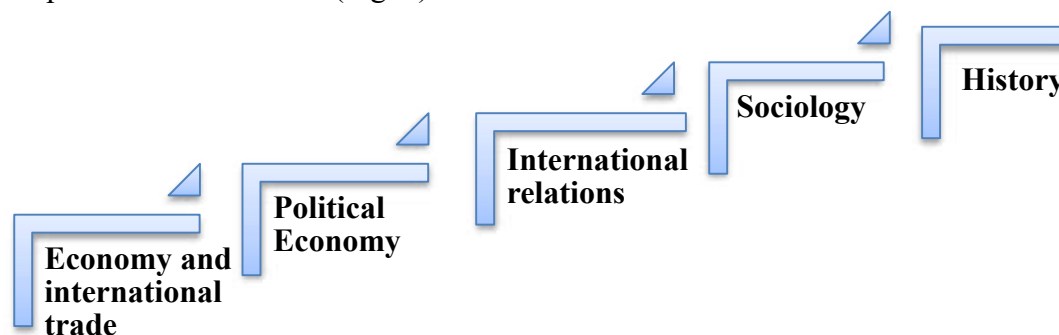 Economy and
international
trade
Political
Economy
International
relations
Sociology
History